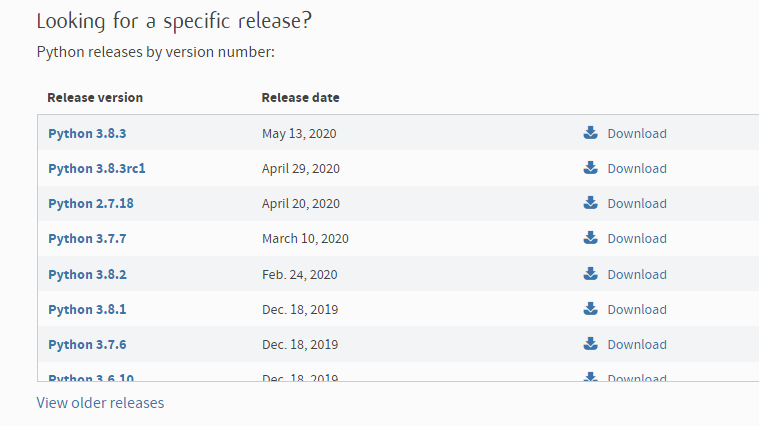 Looking for a specific release?
Python releases by version number:
Release version Release date
Python 3.8.3 May 13, 2020 Download
Python 3.8.3rc1 April 29, 2020 Download
Python 2.7.18 April 20, 2020 Download
Python 3.7.7 March 10, 2020 Download
Python 3.8.2 Feb. 24, 2020 Download
Python 3.8.1 Dec. 18, 2019 Download
Python 3.7.6 Dec. 18, 2019 Download
Python 3.6.10 Dec. 18, 2019 Download
View older releases